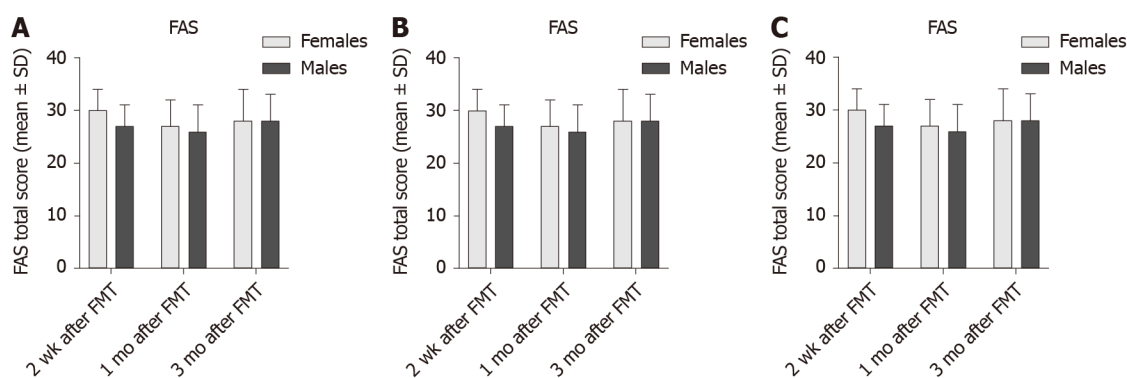 A
FAS
Females
Males
FAS total score (mean ± SD)
40
30
20
10
0
2 wk after FMT
1 mo after FMT
3 mo after FMT
B
FAS
Females
Males
FAS total score (mean ± SD)
40
30
20
10
0
2 wk after FMT
1 mo after FMT
3 mo after FMT
C
FAS
Females
Males
FAS total score (mean ± SD)
40
30
20
10
0
2 wk after FMT
1 mo after FMT
3 mo after FMT